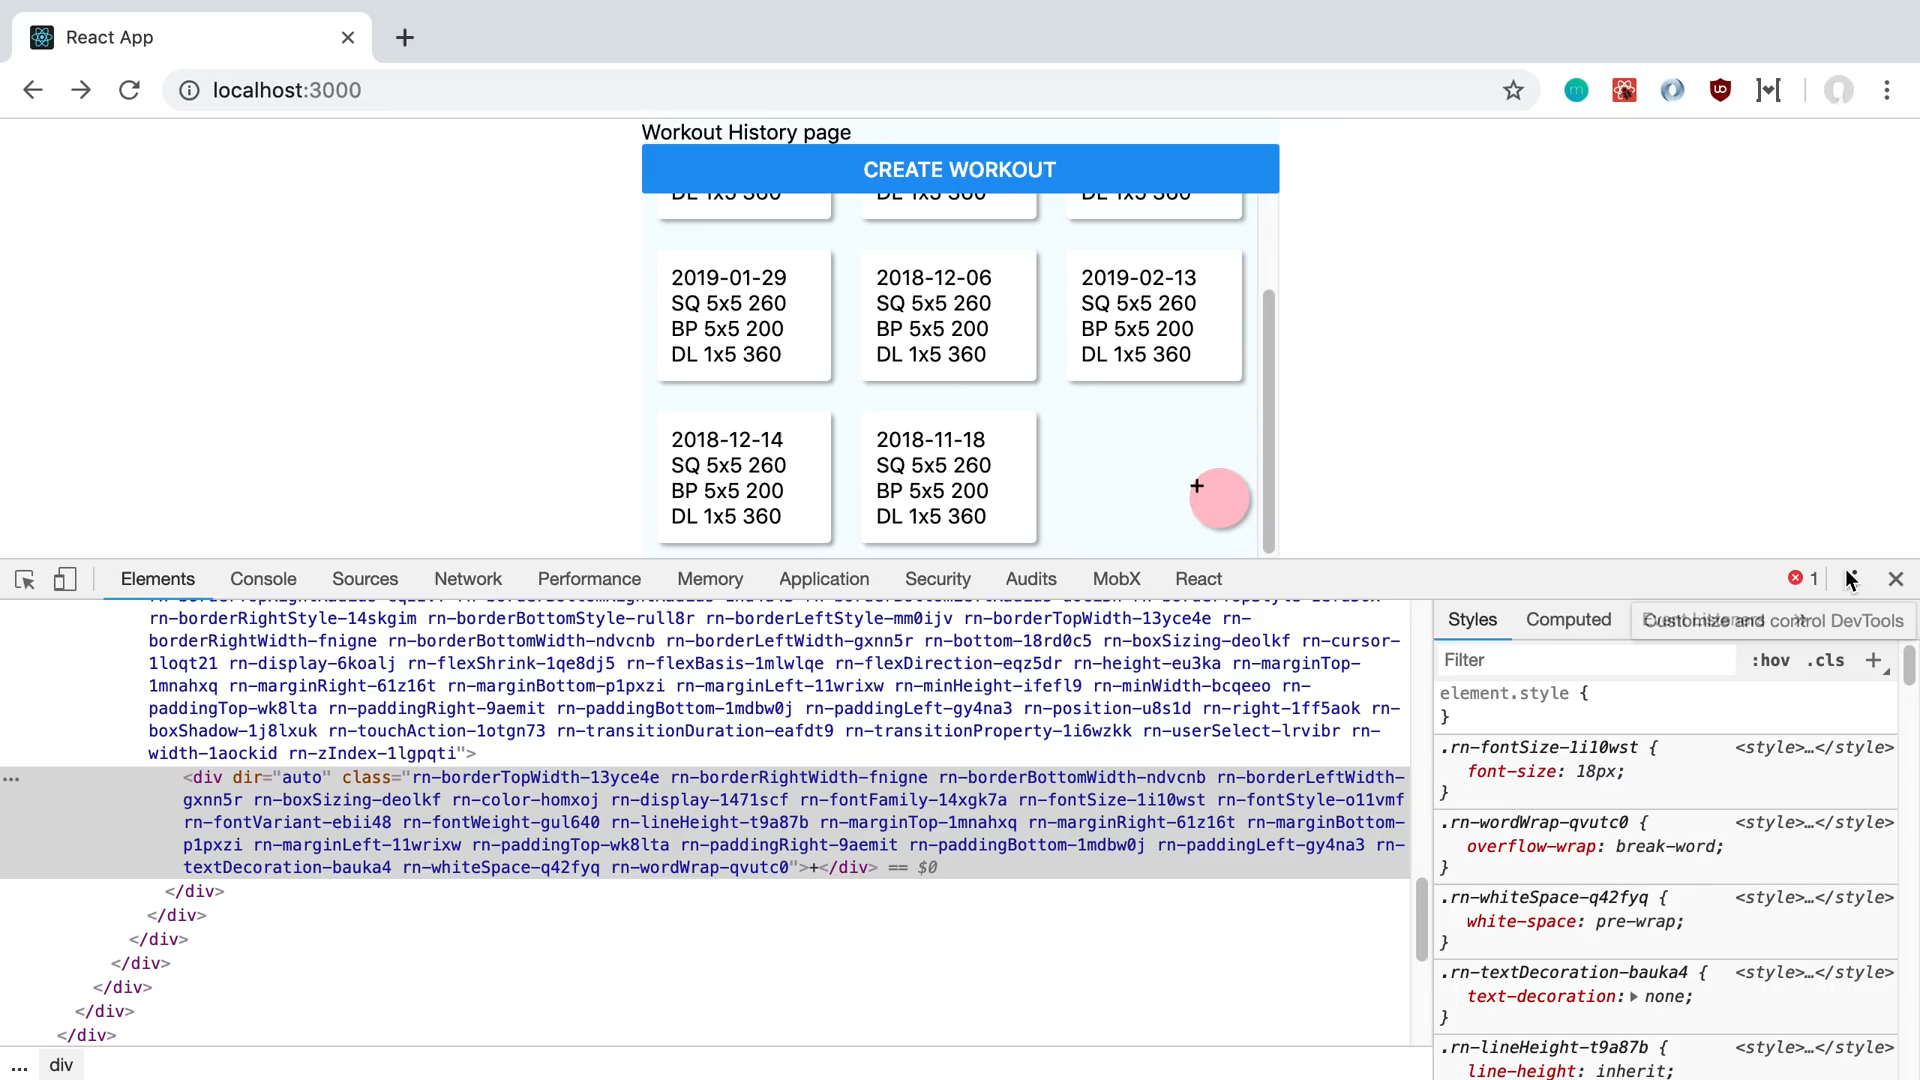 React App
localhost:3000
Workout History page
CREATE WORKOUT
DL 1x5 360 DL 1x5 360 DL 1x5 360
2019-01-29
SQ 5x5 260
BP 5x5 200
DL 1x5 360
2018-12-06
SQ 5x5 260
BP 5x5 200
DL 1x5 360
2019-02-13
SQ 5x5 260
BP 5x5 200
DL 1x5 360
2018-12-14
SQ 5x5 260
BP 5x5 200
DL 1x5 360
2018-11-18
SQ 5x5 260
BP 5x5 200
DL 1x5 360
+
Elements Console Sources Network Performance Memory Application Security Audits MobX React 1
rn-borderRightStyle-14skgim rn-borderBottomStyle-rull8r rn-borderLeftStyle-mm0ijv rn-borderTopWidth-13yce4e rn-
borderRightWidth-fnigne rn-borderBottomWidth-ndvcnb rn-borderLeftWidth-gxnn5r rn-bottom-18rd0c5 rn-boxSizing-deolkf rn-cursor-
1loqt21 rn-display-6koalj rn-flexShrink-1qe8dj5 rn-flexBasis-1mlwlqe rn-flexDirection-eqz5dr rn-height-eu3ka rn-marginTop-
1mnahxq rn-marginRight-61z16t rn-marginBottom-p1pxzi rn-marginLeft-11wrixw rn-minHeight-ifefl9 rn-minWidth-bcqeeo rn-
paddingTop-wk8lta rn-paddingRight-9aemit rn-paddingBottom-1mdbw0j rn-paddingLeft-gy4na3 rn-position-u8s1d rn-right-1ff5aok rn-
boxShadow-1j8lxuk rn-touchAction-1otgn73 rn-transitionDuration-eafdt9 rn-transitionProperty-1i6wzkk rn-userSelect-lrvibr rn-
width-1aockid rn-zIndex-1lgpqti">
<div dir="auto" class="rn-borderTopWidth-13yce4e rn-borderRightWidth-fnigne rn-borderBottomWidth-ndvcnb rn-borderLeftWidth-
gxnn5r rn-boxSizing-deolkf rn-color-homxoj rn-display-1471scf rn-fontFamily-14xgk7a rn-fontSize-1i10wst rn-fontStyle-o11vmf
rn-fontVariant-ebii48 rn-fontWeight-gul640 rn-lineHeight-t9a87b rn-marginTop-1mnahxq rn-marginRight-61z16t rn-marginBottom-
p1pxzi rn-marginLeft-11wrixw rn-paddingTop-wk8lta rn-paddingRight-9aemit rn-paddingBottom-1mdbw0j rn-paddingLeft-gy4na3 rn-
textDecoration-bauka4 rn-whiteSpace-q42fyq rn-wordWrap-qvutc0">+</div> == $0
</div>
</div>
</div>
</div>
</div>
</div>
</div>
... div
Styles Computed Event Listeners
Customize and control DevTools
Filter :hov .cls +
element.style {
}
.rn-fontSize-1i10wst { <style>…</style>
font-size: 18px;
}
.rn-wordWrap-qvutc0 { <style>…</style>
overflow-wrap: break-word;
}
.rn-whiteSpace-q42fyq { <style>…</style>
white-space: pre-wrap;
}
.rn-textDecoration-bauka4 { <style>…</style>
text-decoration: none;
}
.rn-lineHeight-t9a87b { <style>…</style>
line-height: inherit;